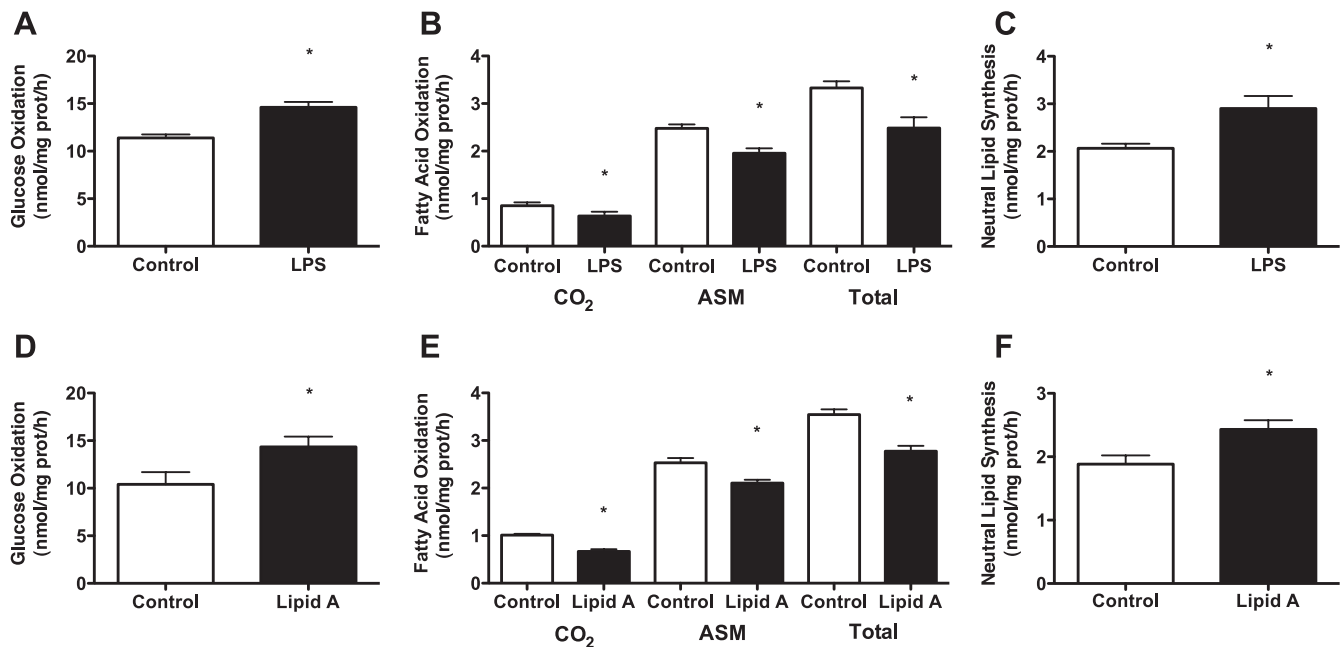 A
Glucose Oxidation
(nmol/mg prot/h)
20
15
10
5
0
*
Control
LPS
B
Fatty Acid Oxidation
(nmol/mg prot/h)
4
3
2
1
0
*
*
*
Control
LPS
Control
LPS
Control
LPS
CO2
ASM
Total
C
Neutral Lipid Synthesis
(nmol/mg prot/h)
4
3
2
1
0
*
Control
LPS
D
Glucose Oxidation
(nmol/mg prot/h)
20
15
10
5
0
*
Control
Lipid A
E
Fatty Acid Oxidation
(nmol/mg prot/h)
4
3
2
1
0
*
*
*
Control
Lipid A
Control
Lipid A
Control
Lipid A
CO2
ASM
Total
F
Neutral Lipid Synthesis
(nmol/mg prot/h)
3
2
1
0
*
Control
Lipid A